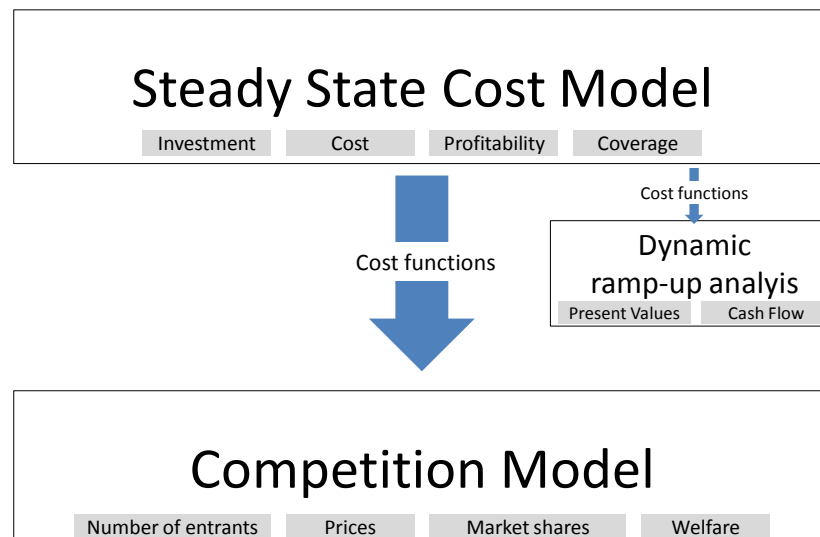 Steady State Cost Model
Investment Cost Profitability Coverage
Cost functions
Dynamic
ramp-up analyis
Present Values Cash Flow
Cost functions
Competition Model
Number of entrants Prices Market shares Welfare